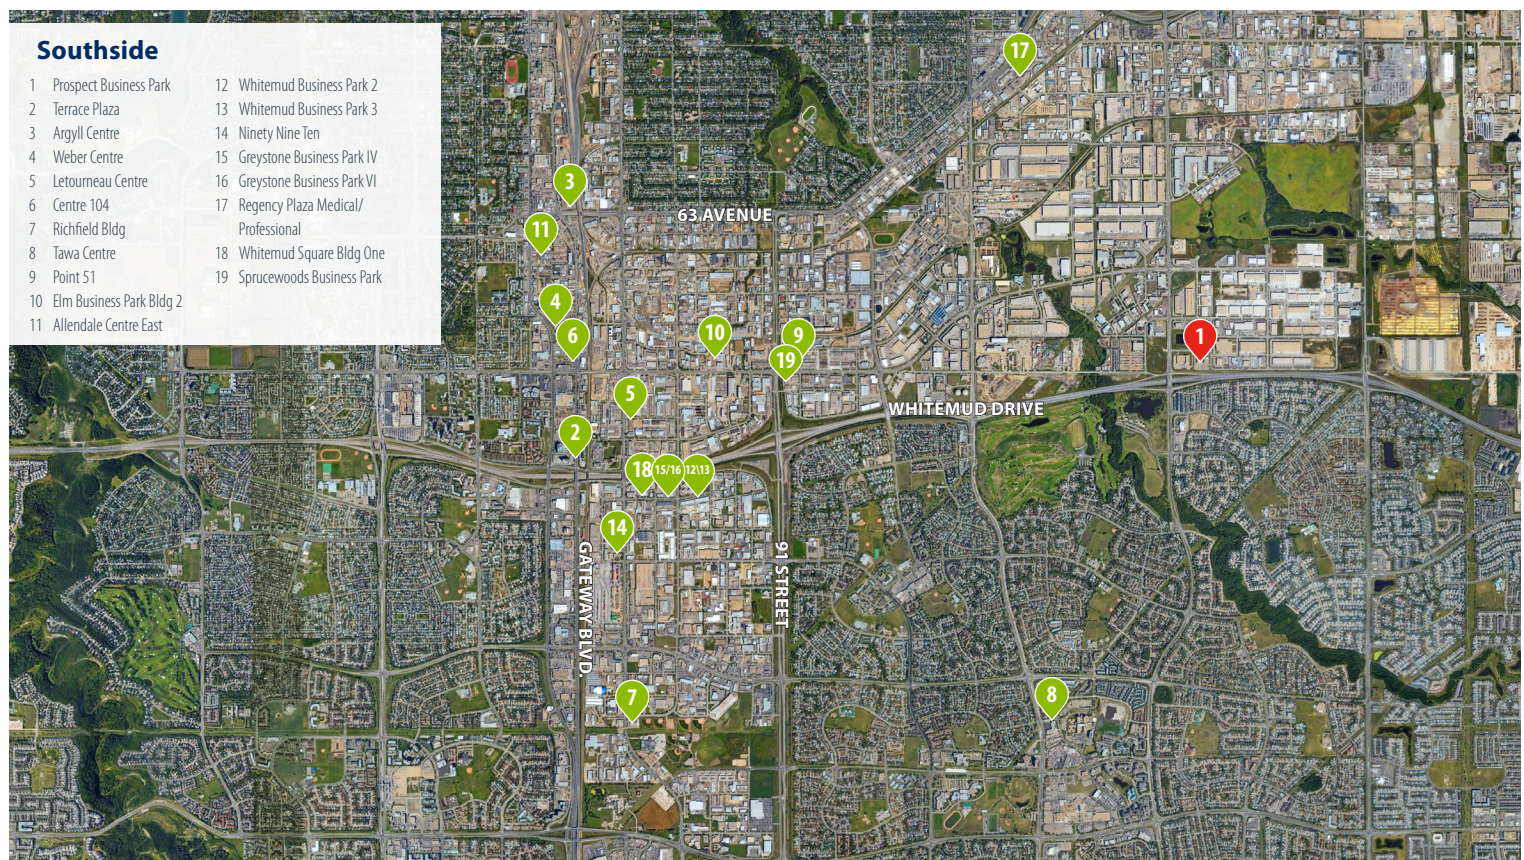 Southside
1 Prospect Business Park
2 Terrace Plaza
3 Argyll Centre
4 Weber Centre
5 Letourneau Centre
6 Centre 104
7 Richfield Bldg
8 Tawa Centre
9 Point 51
10 Elm Business Park Bldg 2
11 Allendale Centre East
12 Whitemud Business Park 2
13 Whitemud Business Park 3
14 Ninety Nine Ten
15 Greystone Business Park IV
16 Greystone Business Park VI
17 Regency Plaza Medical/
Professional
18 Whitemud Square Bldg One
19 Sprucewoods Business Park
17
3
63 AVENUE
11
4
6
10
9
1
19
5
WHITEMUD DRIVE
2
18
15/16
12\13
14
GATEWAY BLVD.
91 STREET
7
8